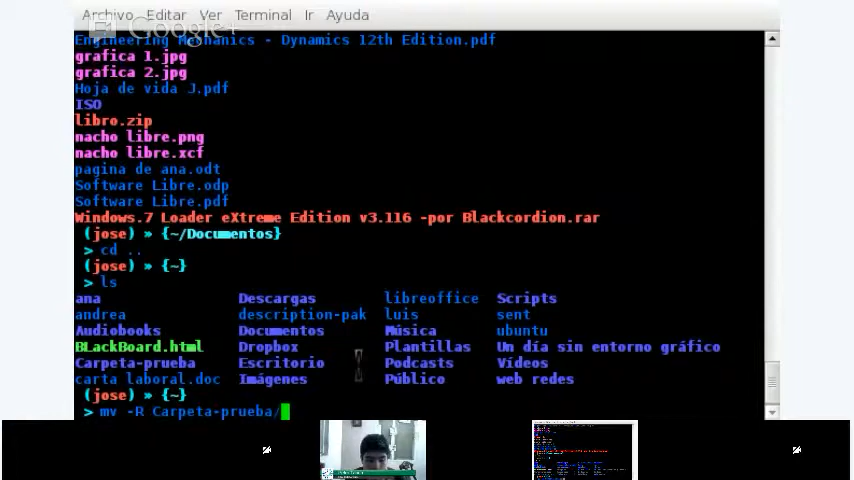 Archivo Editar Ver Terminal Ir Ayuda
Google+
Engineering Mechanics - Dynamics 12th Edition.pdf
grafica 1.jpg
grafica 2.jpg
Hoja de vida J.pdf
ISO
libro.zip
nacho libre.png
nacho libre.xcf
pagina de ana.odt
Software Libre.odp
Software Libre.pdf
Windows.7 Loader eXtreme Edition v3.116 -por Blackcordion.rar
(jose) » {~/Documentos}
> cd ..
(jose) » {~}
> ls
ana Descargas libreoffice Scripts
andrea description-pak luis sent
Audiobooks Documentos Música ubuntu
BLackBoard.html Dropbox Plantillas Un día sin entorno gráfico
Carpeta-prueba Escritorio Podcasts Vídeos
carta laboral.doc Imágenes Público web redes
(jose) » {~}
> mv -R Carpeta-prueba/